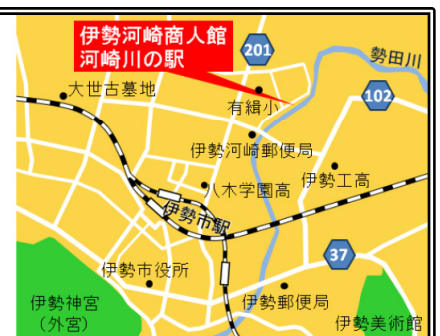 伊勢河崎商人館
河崎川の駅
201
勢田川
大世古墓地
有緝小
102
伊勢河崎郵便局
伊勢工高
八木学園高
伊勢市駅
37
伊勢市役所
伊勢郵便局
伊勢神宮
(外宮)
伊勢美術館